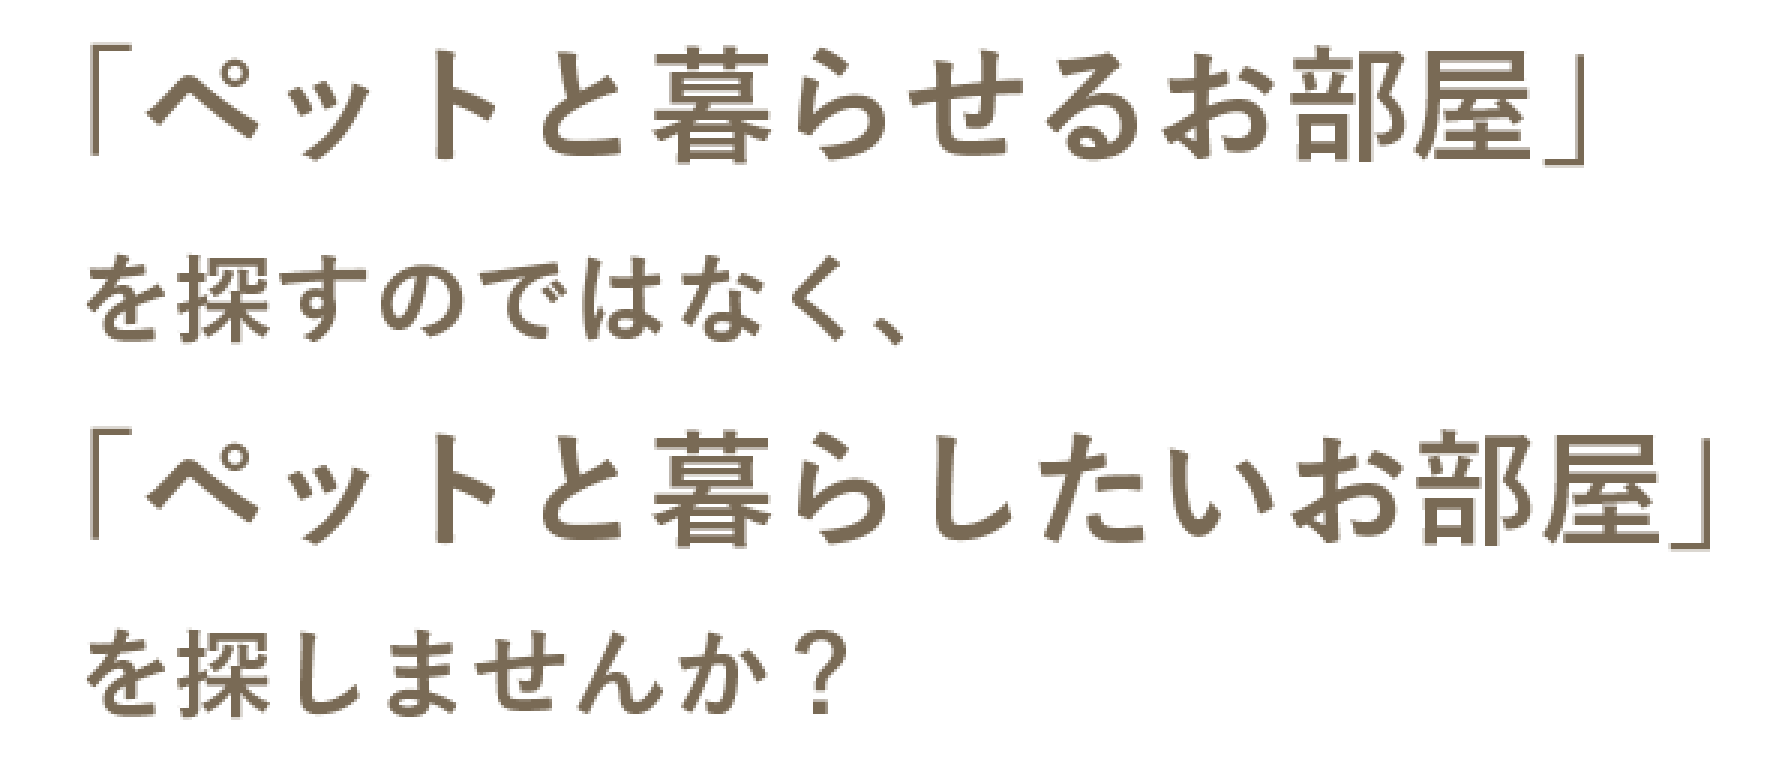 「ペットと暮らせるお部屋」
を探すのではなく、
「ペットと暮らしたいお部屋」
を探しませんか？